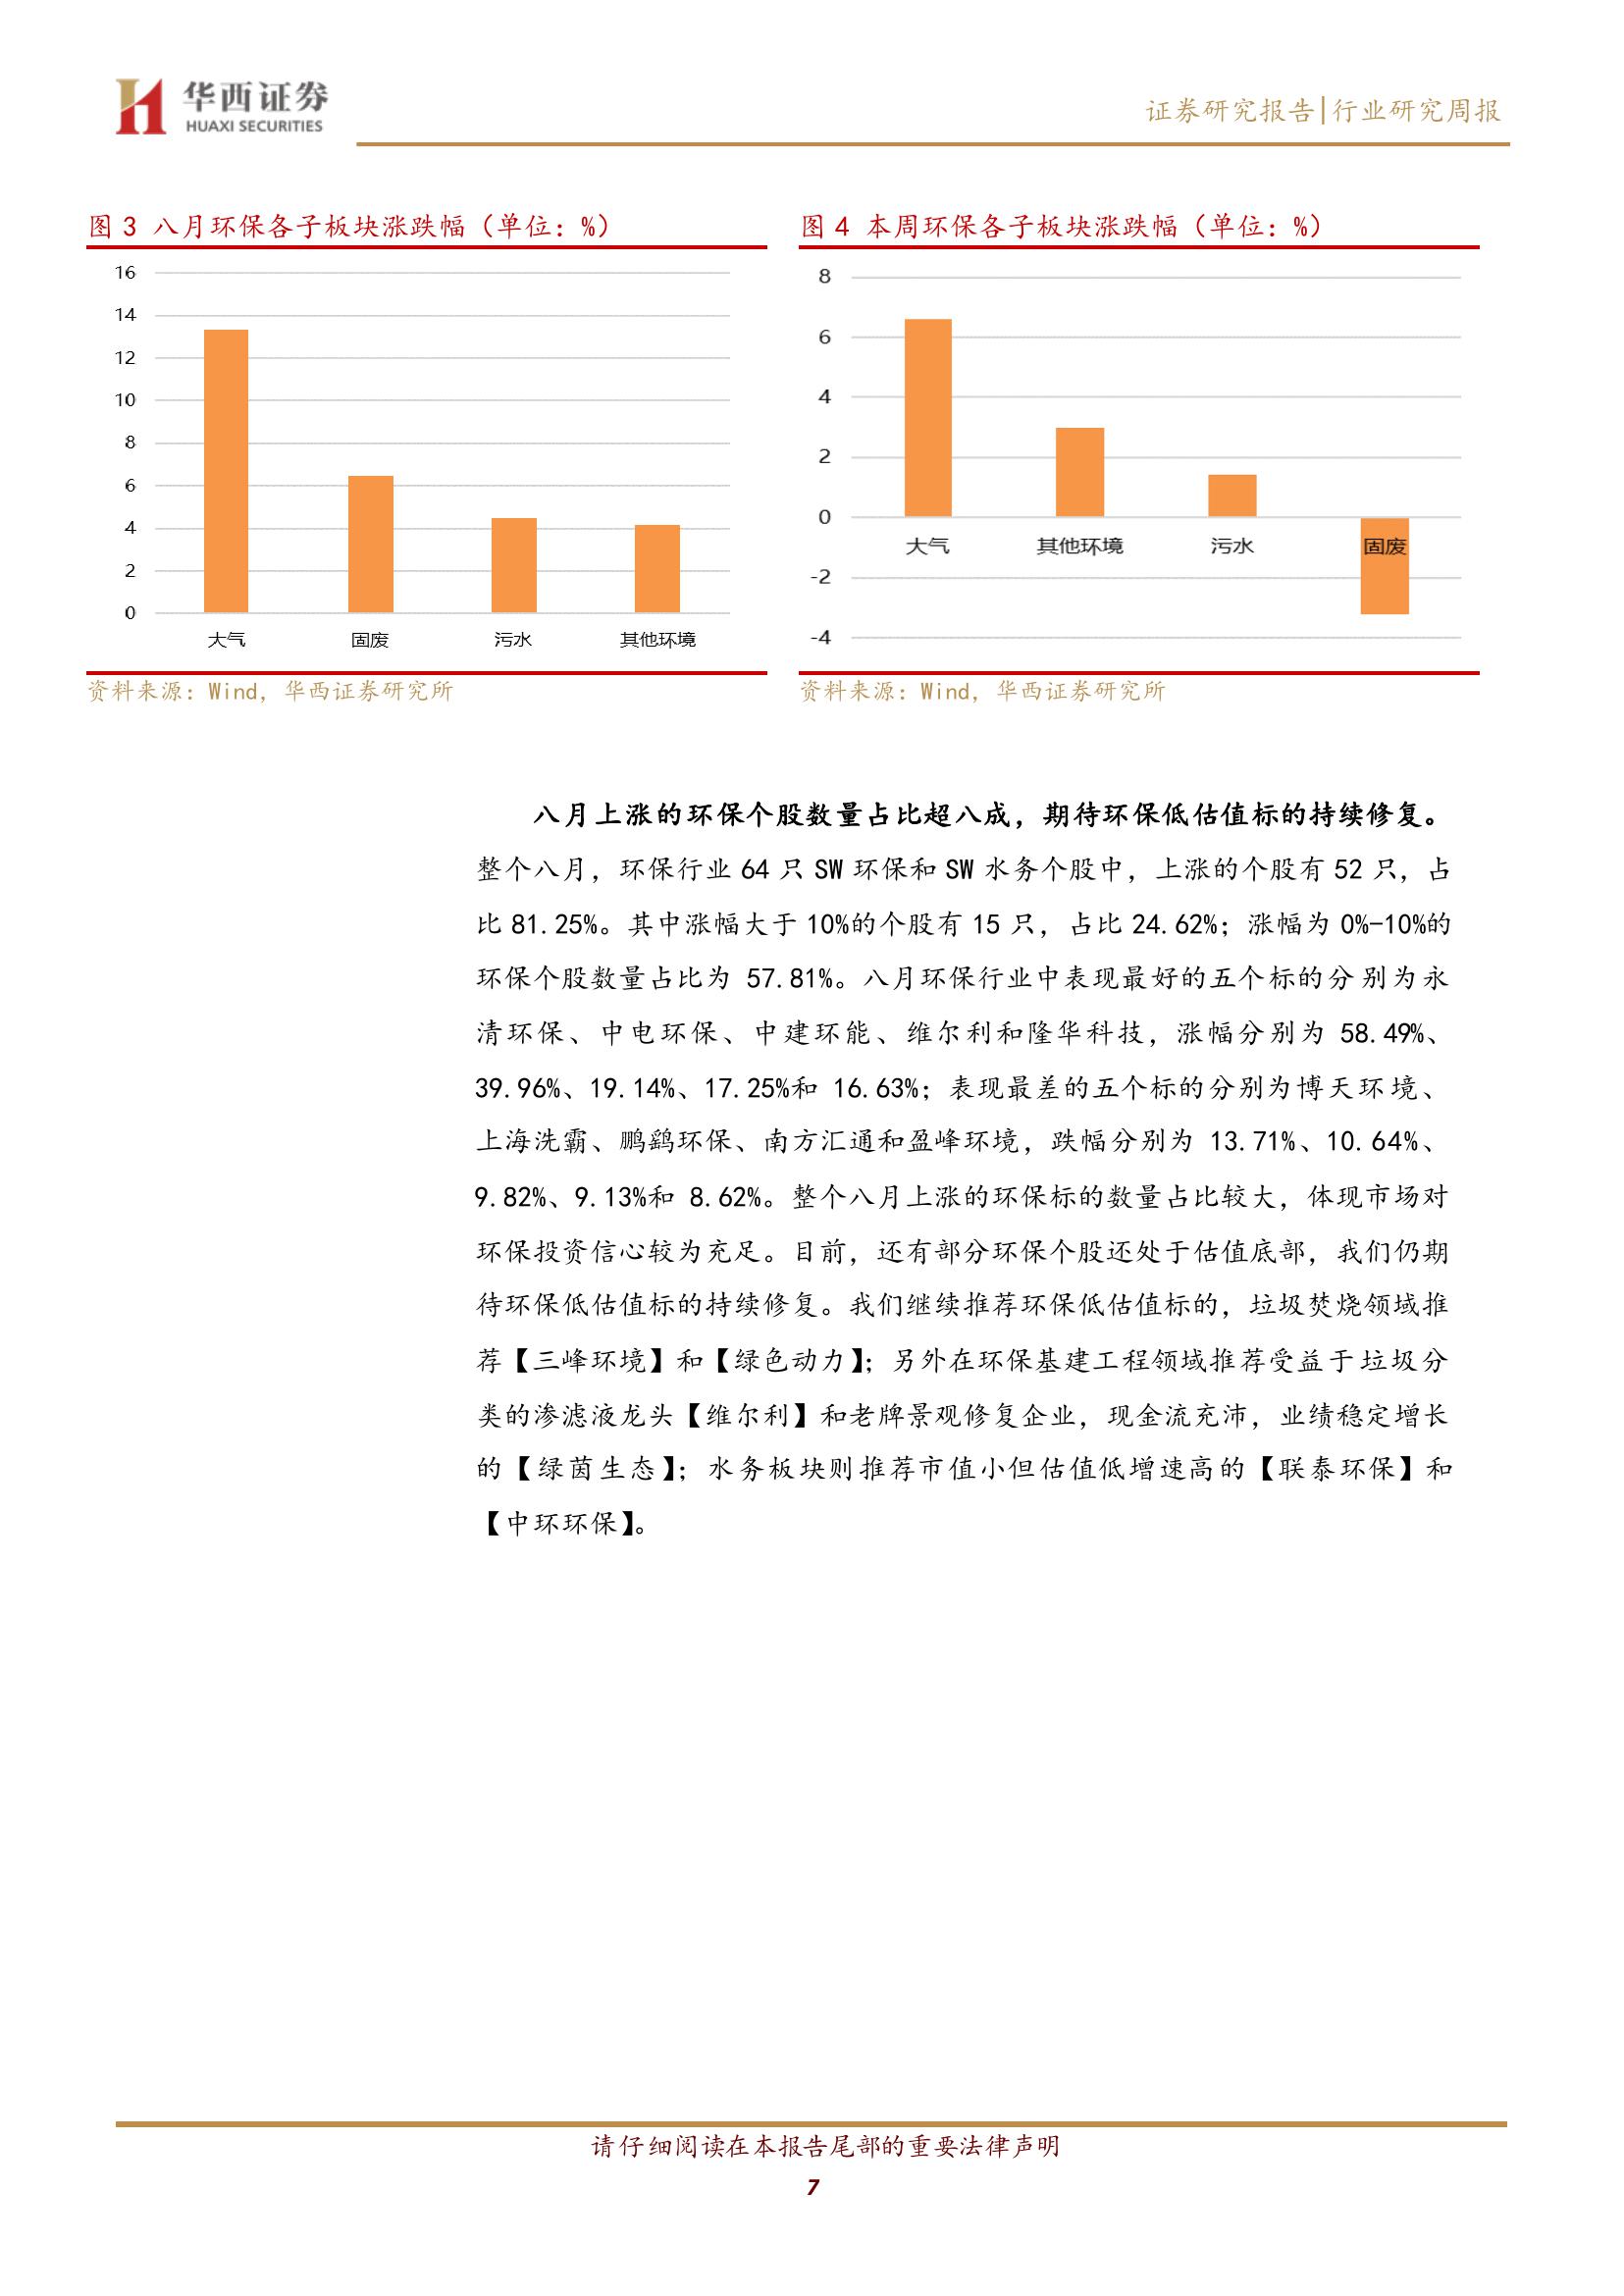 华西证券
HUAXI SECURITIES
证券研究报告|行业研究周报
图 3 八月环保各子板块涨跌幅（单位：%）
16
14
12
10
8
6
4
2
0
大气 固废 污水 其他环境
资料来源：Wind，华西证券研究所
图 4 本周环保各子板块涨跌幅（单位：%）
8
6
4
2
0
-2
-4
大气 其他环境 污水 固废
资料来源：Wind，华西证券研究所
八月上涨的环保个股数量占比超八成，期待环保低估值标的持续修复。
整个八月，环保行业 64 只 SW 环保和 SW 水务个股中，上涨的个股有 52 只，占
比 81.25%。其中涨幅大于 10%的个股有 15 只，占比 24.62%；涨幅为 0%-10%的
环保个股数量占比为 57.81%。八月环保行业中表现最好的五个标的分别为永
清环保、中电环保、中建环能、维尔利和隆华科技，涨幅分别为 58.49%、
39.96%、19.14%、17.25%和 16.63%；表现最差的五个标的分别为博天环境、
上海洗霸、鹏鹞环保、南方汇通和盈峰环境，跌幅分别为 13.71%、10.64%、
9.82%、9.13%和 8.62%。整个八月上涨的环保标的数量占比较大，体现市场对
环保投资信心较为充足。目前，还有部分环保个股还处于估值底部，我们仍期
待环保低估值标的持续修复。我们继续推荐环保低估值标的，垃圾焚烧领域推
荐【三峰环境】和【绿色动力】；另外在环保基建工程领域推荐受益于垃圾分
类的渗滤液龙头【维尔利】和老牌景观修复企业，现金流充沛，业绩稳定增长
的【绿茵生态】；水务板块则推荐市值小但估值低增速高的【联泰环保】和
【中环环保】。
请仔细阅读在本报告尾部的重要法律声明
7